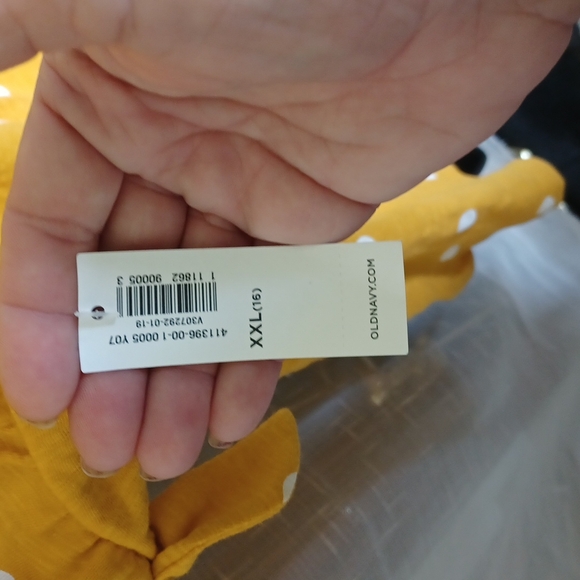 OLDNAVY.COM
XXL(16)
411396-00-1 0005 Y07
V307292-01-19
1 11862 90005 3